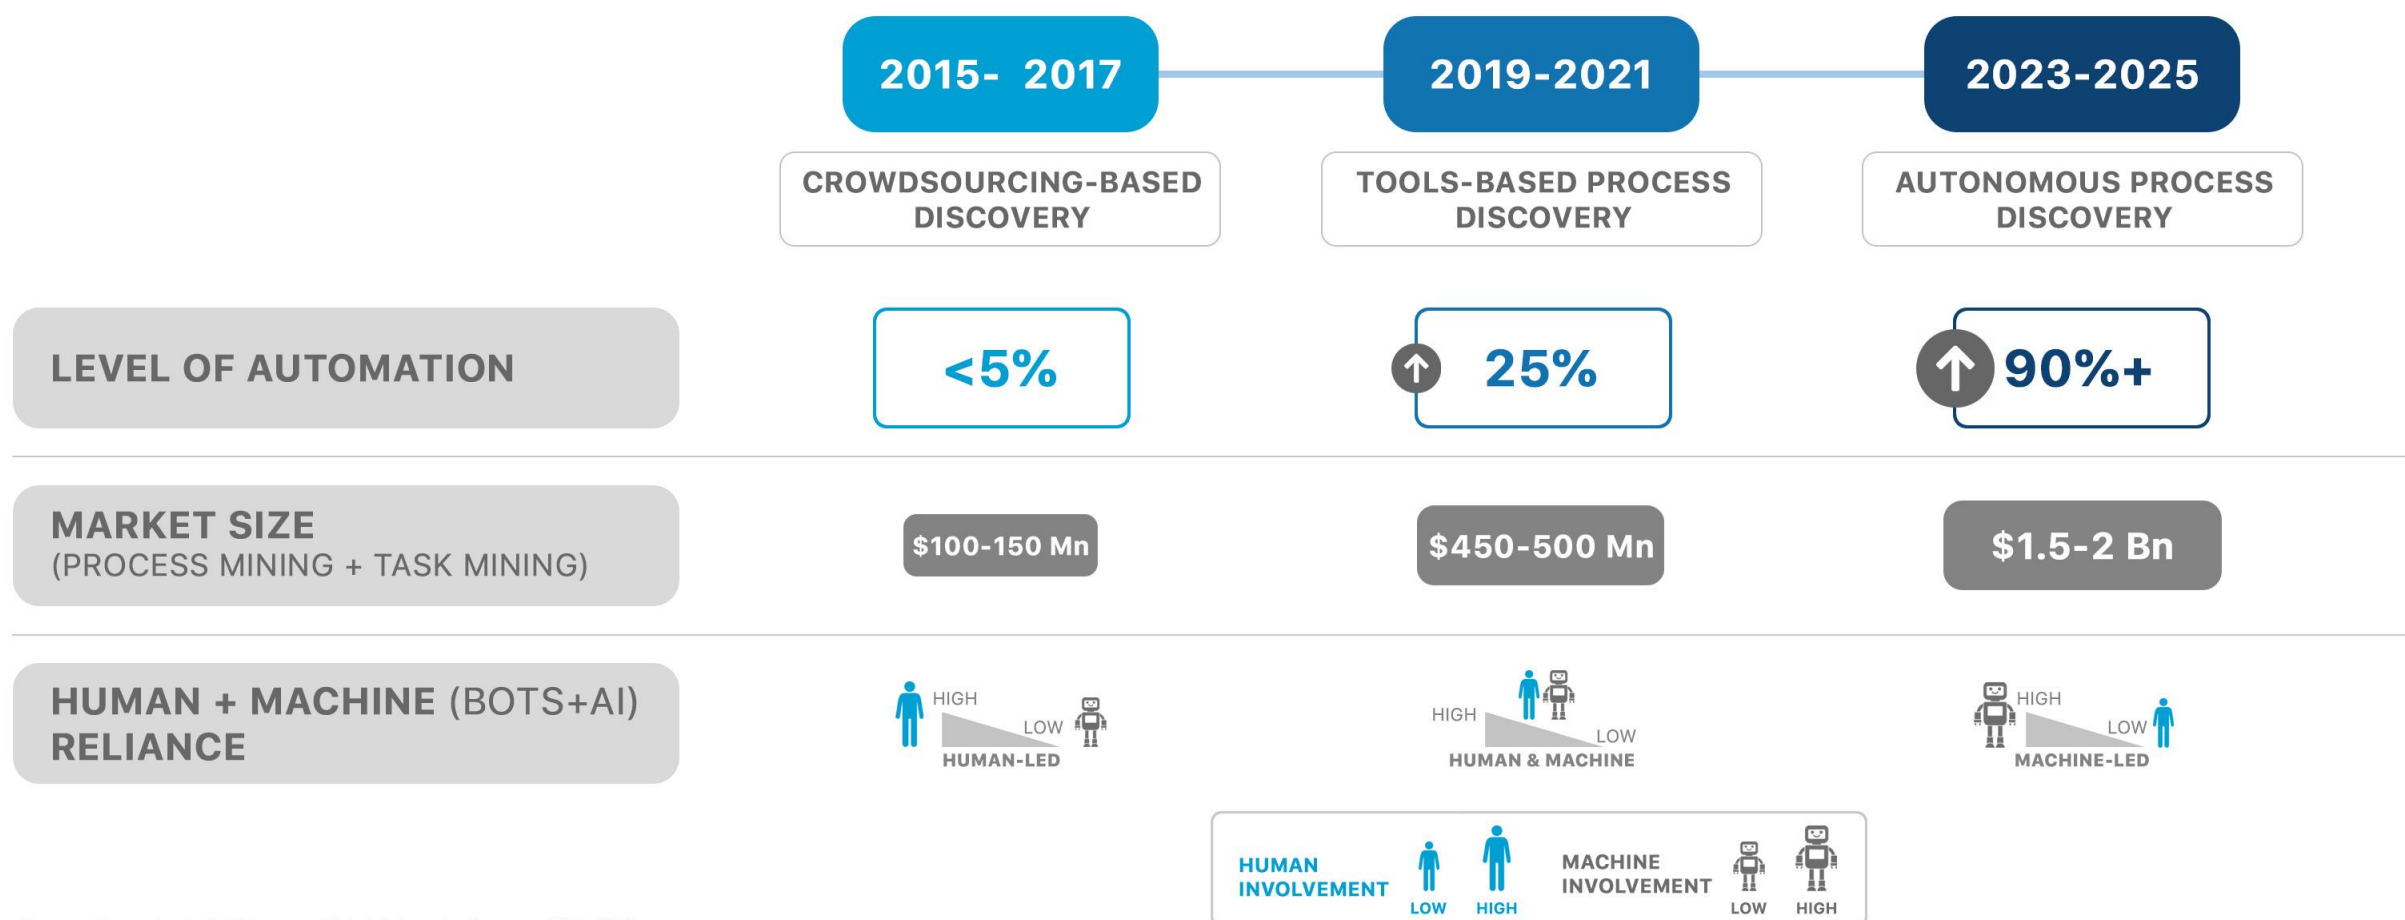 2015- 2017
2019-2021
2023-2025
CROWDSOURCING-BASED
DISCOVERY
TOOLS-BASED PROCESS
DISCOVERY
AUTONOMOUS PROCESS
DISCOVERY
LEVEL OF AUTOMATION
<5%
25%
90%+
MARKET SIZE
(PROCESS MINING + TASK MINING)
$100-150 Mn
$450-500 Mn
$1.5-2 Bn
HUMAN + MACHINE (BOTS+AI)
RELIANCE
HIGH
LOW
HUMAN-LED
HIGH
LOW
HUMAN & MACHINE
HIGH
LOW
MACHINE-LED
HUMAN
INVOLVEMENT
LOW
HIGH
MACHINE
INVOLVEMENT
LOW
HIGH